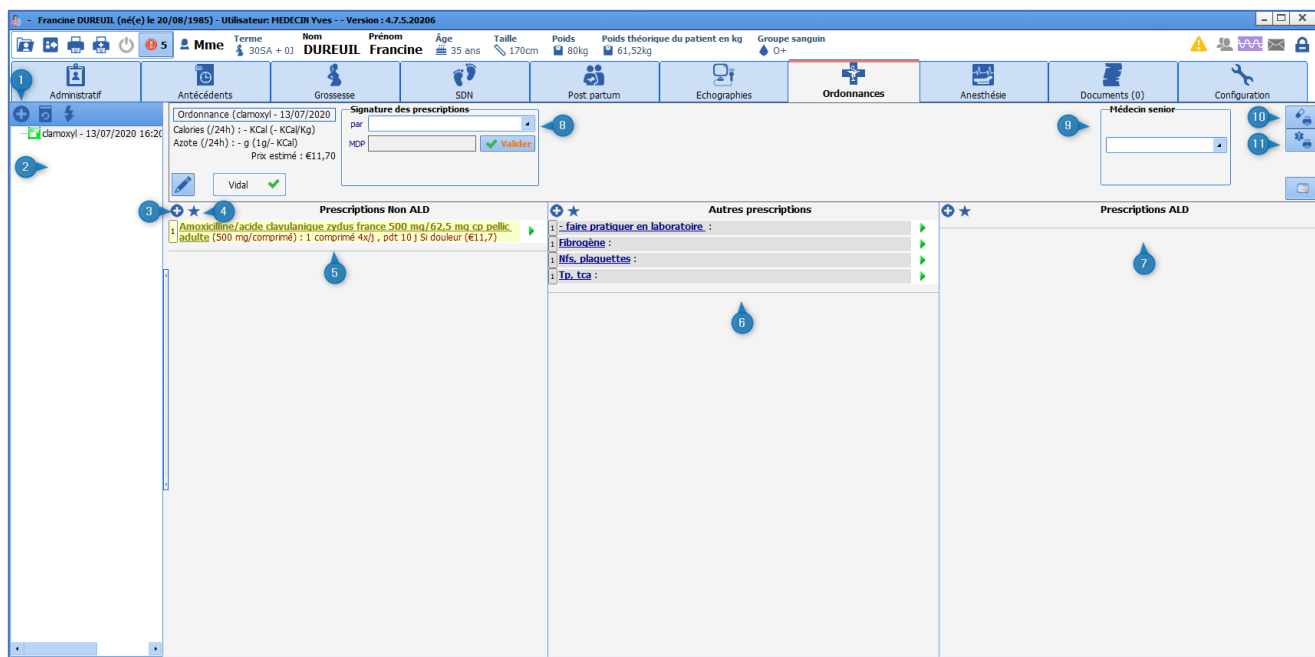 - Francine DUREUIL (né(e) le 20/08/1985) - Utilisateur: MEDECIN Yves - - Version : 4.7.5.20206
5
Mme
Terme
30SA + 0J
Nom
DUREUIL
Prénom
Francine
Âge
35 ans
Taille
170cm
Poids
80kg
Poids théorique du patient en kg
61,52kg
Groupe sanguin
O+
Administratif
Antécédents
Grossesse
SDN
Post partum
Echographies
Ordonnances
Anesthésie
Documents (0)
Configuration
1
clamoxyl - 13/07/2020 16:20
2
Ordonnance (clamoxyl - 13/07/2020
Calories (/24h) : - KCal (- KCal/Kg)
Azote (/24h) : - g (1g/- KCal)
Prix estimé : €11,70
Vidal
Signature des prescriptions
par
MDP
Valider
8
9
Médecin senior
10
11
3
4
Prescriptions Non ALD
1 Amoxicilline/acide clavulanique zydus france 500 mg/62,5 mg cp pellic
adulte (500 mg/comprimé) : 1 comprimé 4x/j , pdt 10 j Si douleur (€11,7)
5
Autres prescriptions
1 - faire pratiquer en laboratoire :
1 Fibrogène :
1 Nfs, plaquettes :
1 Tp, tca :
6
Prescriptions ALD
7